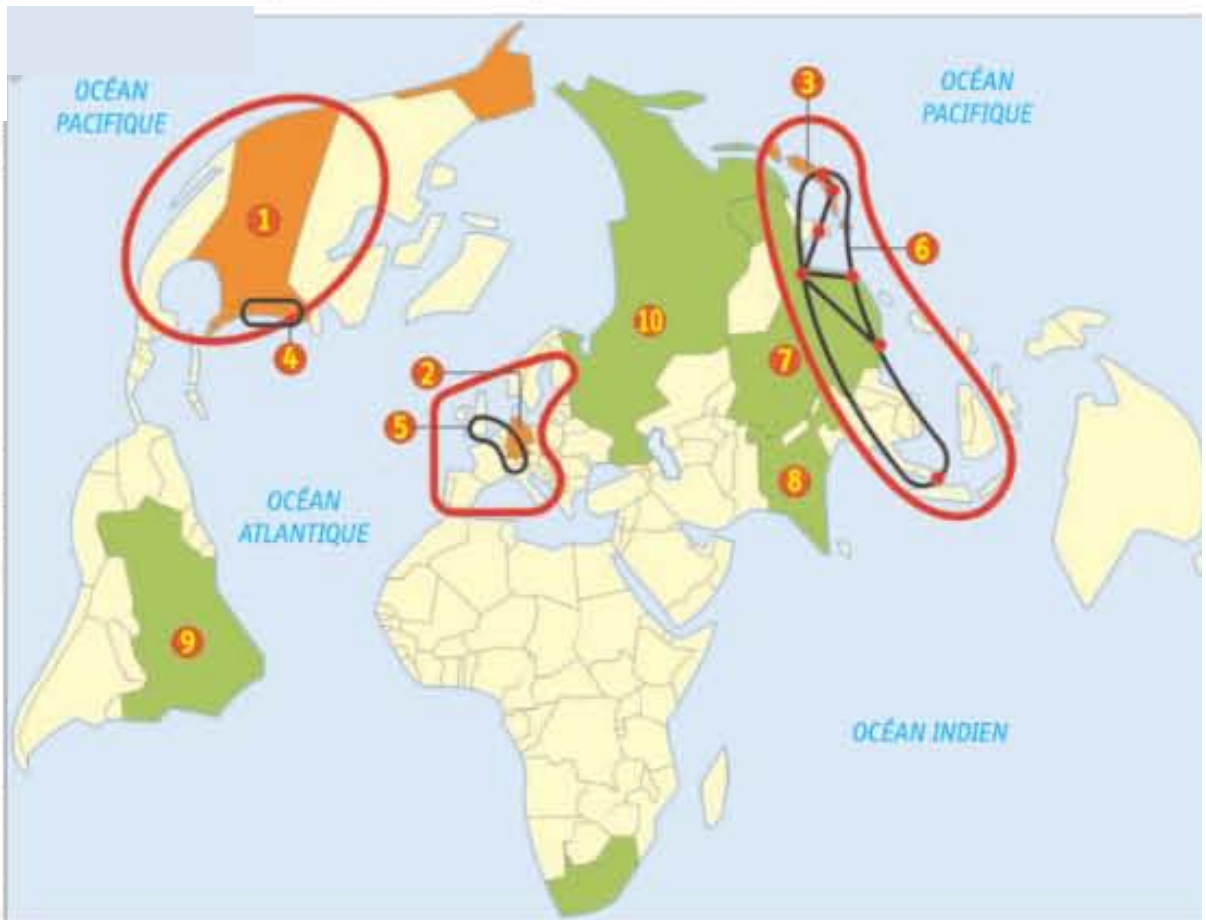 OCÉAN
PACIFIQUE
OCÉAN
PACIFIQUE
3
1
6
10
4
2
7
5
8
OCÉAN
ATLANTIQUE
9
OCÉAN INDIEN